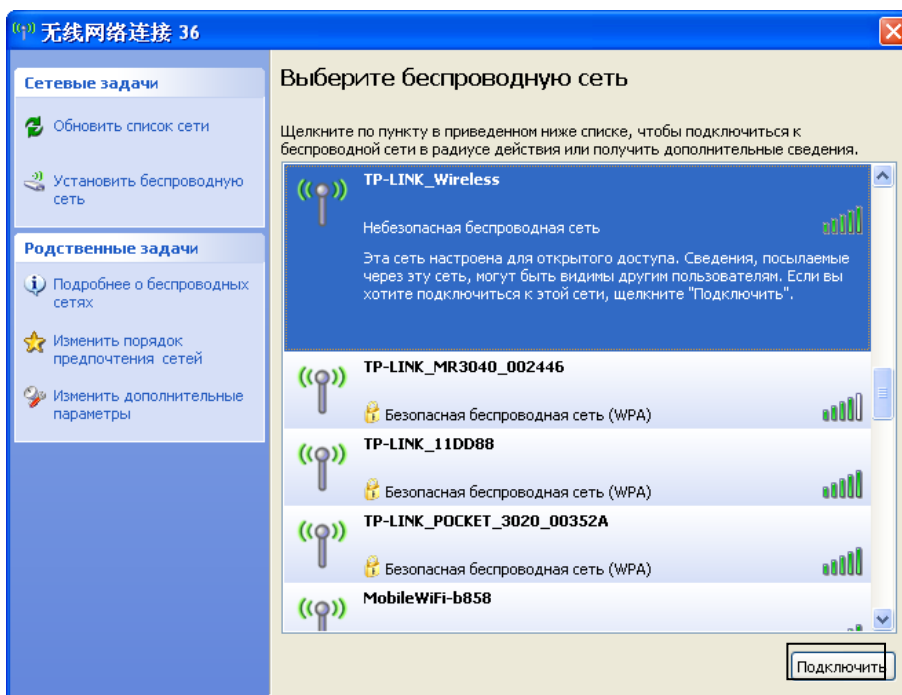 无线网络连接 36
Сетевые задачи
Обновить список сети
Установить беспроводную
сеть
Родственные задачи
Подробнее о беспроводных
сетях
Изменить порядок
предпочтения сетей
Изменить дополнительные
параметры
Выберите беспроводную сеть
Щелкните по пункту в приведенном ниже списке, чтобы подключиться к
беспроводной сети в радиусе действия или получить дополнительные сведения.
TP-LINK_Wireless
Небезопасная беспроводная сеть
Эта сеть настроена для открытого доступа. Сведения, посылаемые
через эту сеть, могут быть видимы другим пользователям. Если вы
хотите подключиться к этой сети, щелкните "Подключить".
TP-LINK_MR3040_002446
Безопасная беспроводная сеть (WPA)
TP-LINK_11DD88
Безопасная беспроводная сеть (WPA)
TP-LINK_POCKET_3020_00352A
Безопасная беспроводная сеть (WPA)
MobileWiFi-b858
Подключить